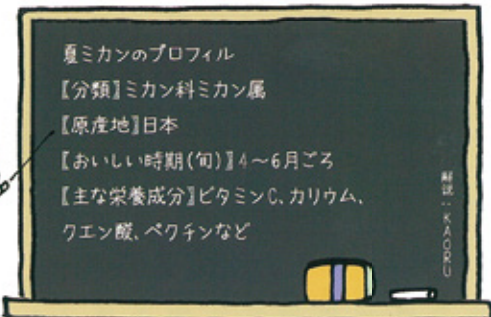 夏ミカンのプロフィル
〖分類〗ミカン科ミカン属
〖原産地〗日本
〖おいしい時期(旬)〗4〜6月ごろ
〖主な栄養成分〗ビタミンC、カリウム、
クエン酸、ペクチンなど
解説:KAORU